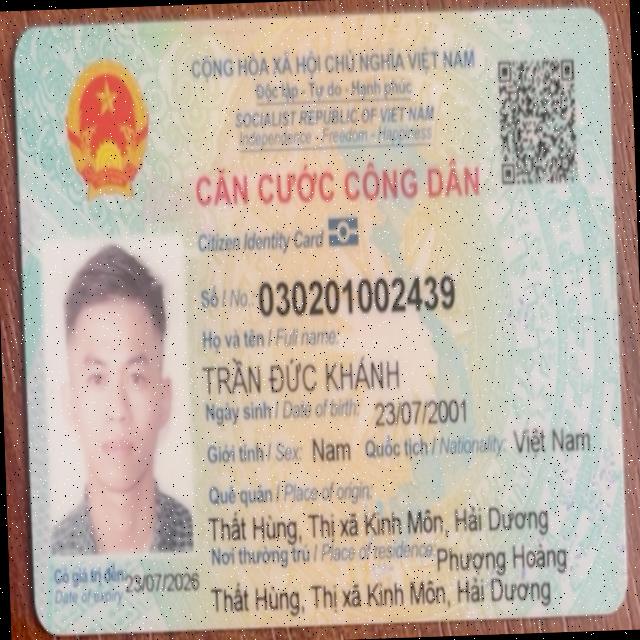 CỘNG HÒA XÃ HỘI CHỦ NGHĨA VIỆT NAM
Độc lập - Tự do - Hạnh phúc
SOCIALIST REPUBLIC OF VIET NAM
Independence - Freedom - Happiness
CĂN CƯỚC CÔNG DÂN
Citizen Identity Card
Số / No.: 030201002439
Họ và tên / Full name:
TRẦN ĐỨC KHÁNH
Ngày sinh / Date of birth: 23/07/2001
Giới tính / Sex: Nam Quốc tịch / Nationality: Việt Nam
Quê quán / Place of origin:
Thất Hùng, Thị xã Kinh Môn, Hải Dương
Nơi thường trú / Place of residence: Phượng Hoàng
Thất Hùng, Thị xã Kinh Môn, Hải Dương
Có giá trị đến: 23/07/2026
Date of expiry